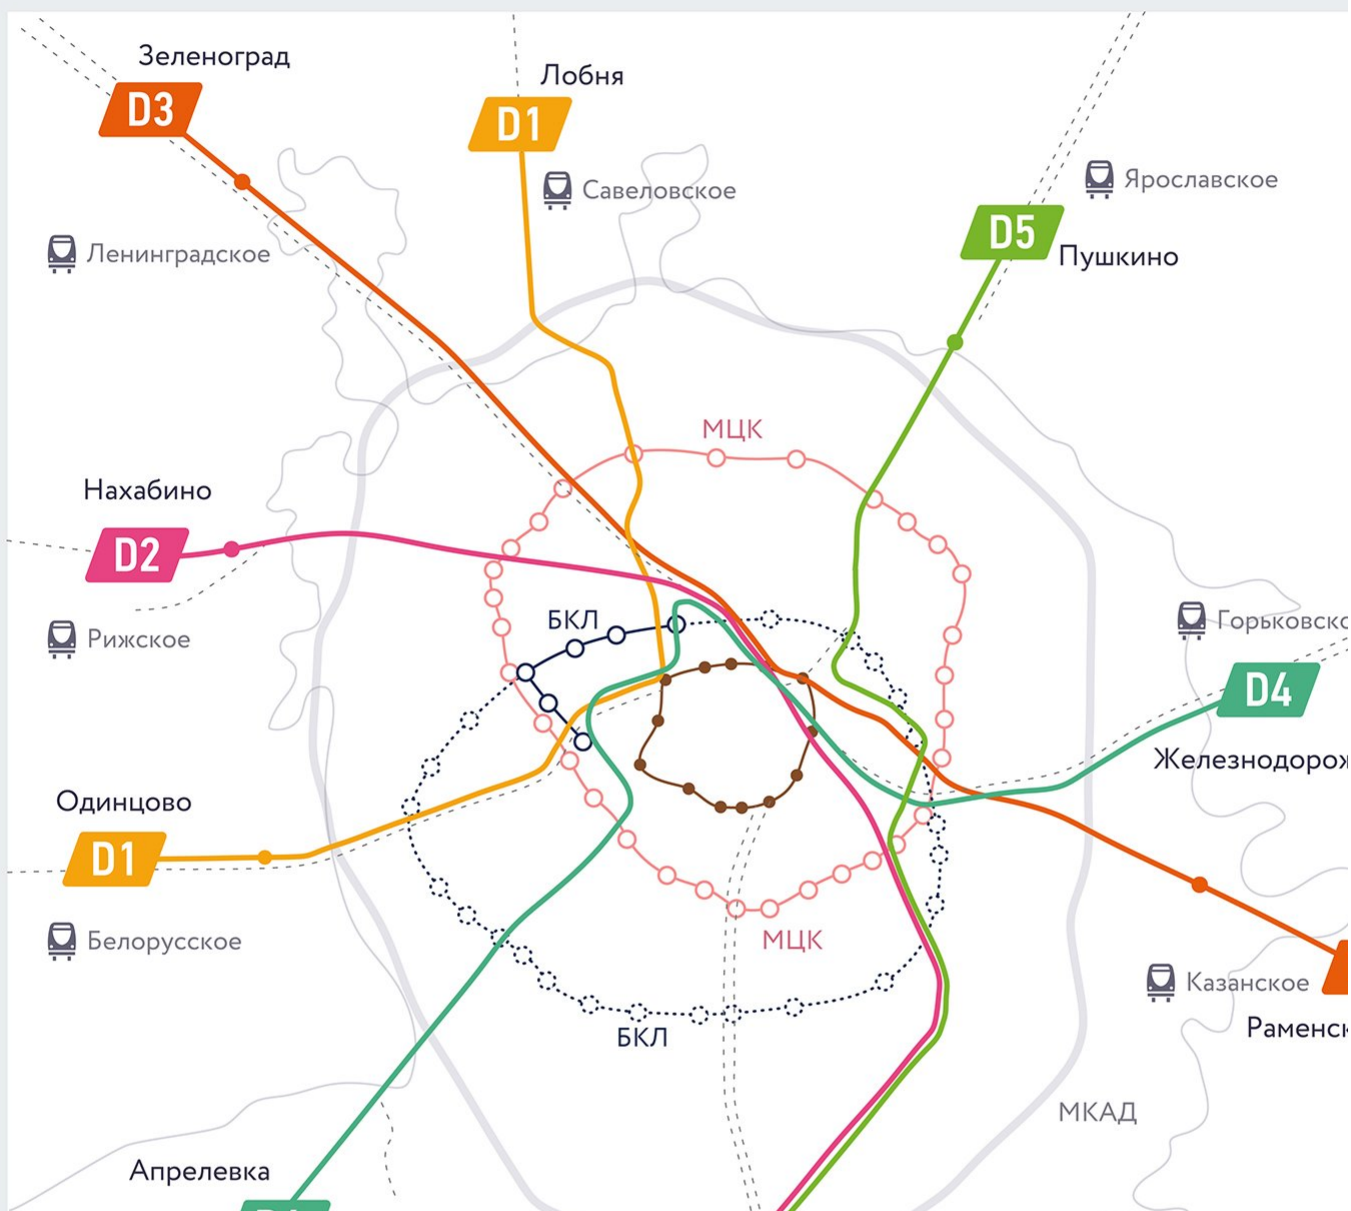 Зеленоград
D3
Лобня
D1
Савеловское
Ярославское
D5
Пушкино
Ленинградское
МЦК
Нахабино
D2
БКЛ
Рижское
D4
Одинцово
D1
Белорусское
МЦК
Казанское
БКЛ
МКАД
Апрелевка